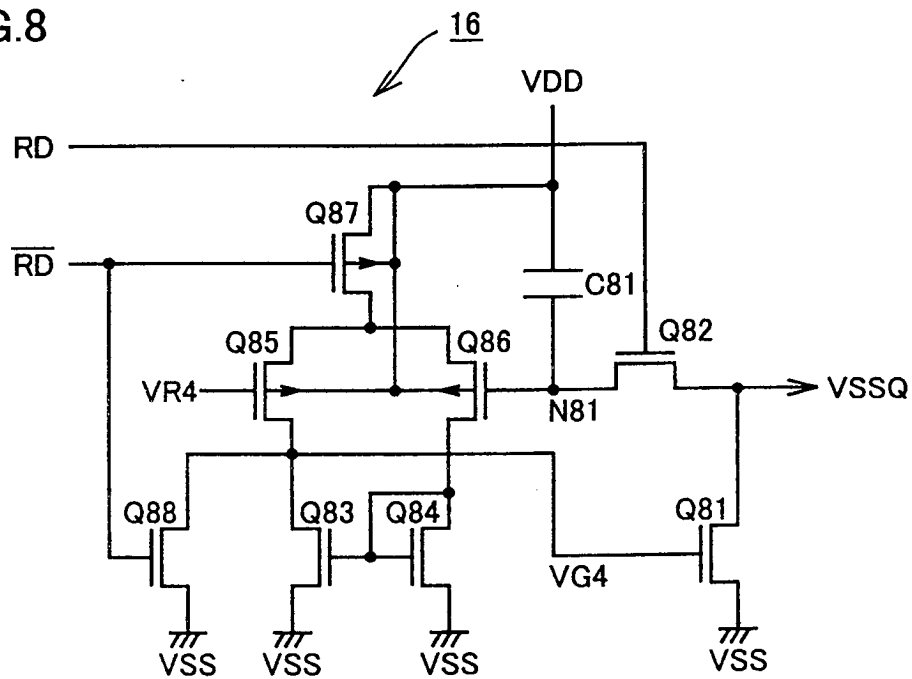 G.8
16
VDD
RD
Q87
R̅D̅
C81
Q82
Q85
Q86
VR4
N81
VSSQ
Q88
Q83
Q84
Q81
VG4
VSS
VSS
VSS
VSS